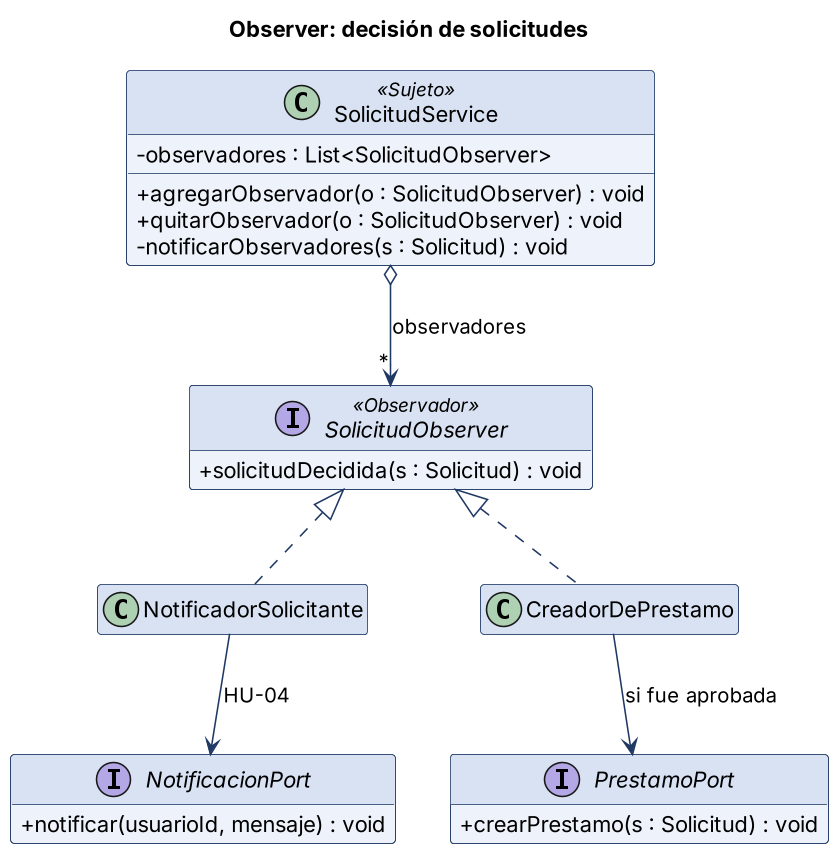 Observer: decisión de solicitudes
«Sujeto»
C
SolicitudService
-observadores : List<SolicitudObserver>
+agregarObservador(o : SolicitudObserver) : void
+quitarObservador(o : SolicitudObserver) : void
-notificarObservadores(s : Solicitud) : void
observadores
*
«Observador»
I
SolicitudObserver
+solicitudDecidida(s : Solicitud) : void
C NotificadorSolicitante
C CreadorDePrestamo
HU-04
si fue aprobada
I NotificacionPort
+notificar(usuarioId, mensaje) : void
I PrestamoPort
+crearPrestamo(s : Solicitud) : void